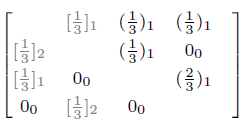 [1/3]₁ (1/3)₁ (1/3)₁
[1/3]₂ (1/3)₁ 0₀
[1/3]₁ 0₀ (2/3)₁
0₀ [1/3]₂ 0₀